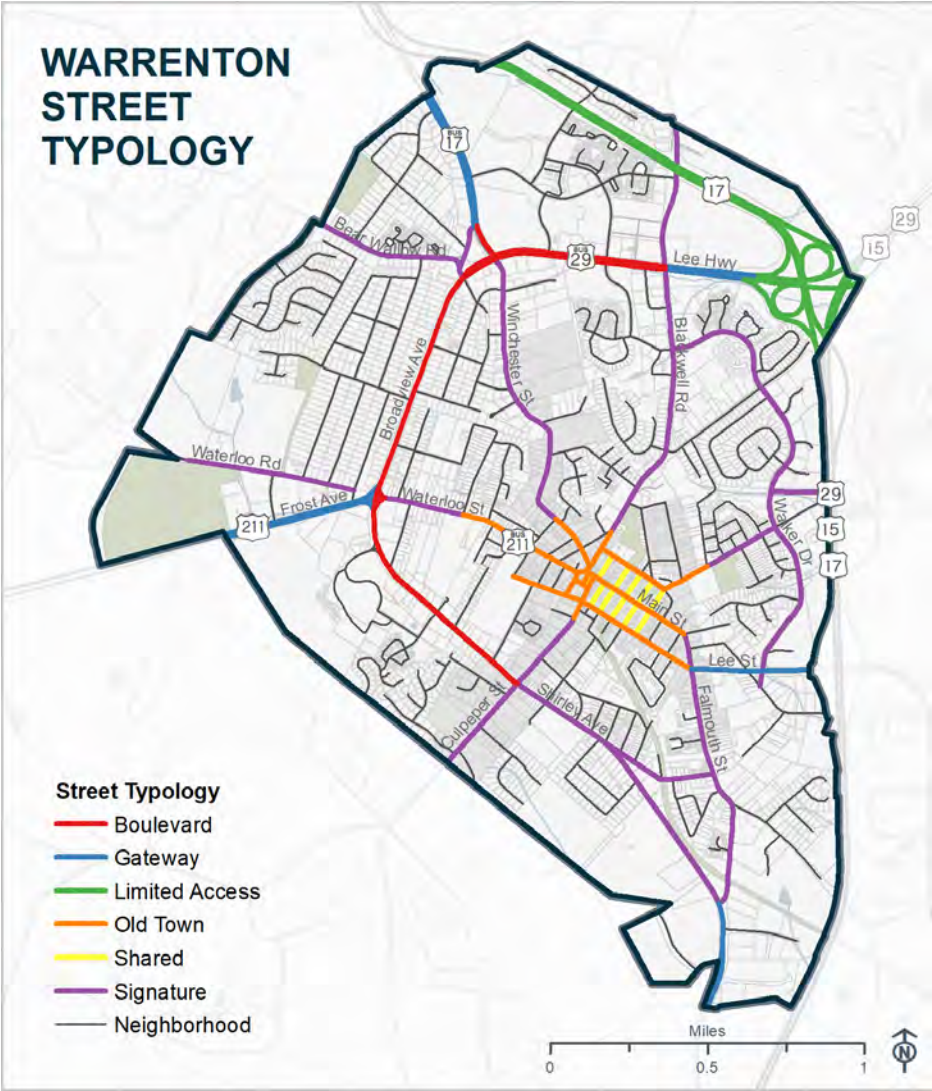 WARRENTON
STREET
TYPOLOGY
BUS
17
17
29
15
Bear Wallow Rd
BUS
29
Lee Hwy
Winchester St
Blackwell Rd
Broadview Ave
Waterloo Rd
Frost Ave
211
Waterloo St
BUS
211
29
15
17
Walker Dr
Main St
Lee St
Falmouth St
Shirley Ave
Culpeper St
Street Typology
Boulevard
Gateway
Limited Access
Old Town
Shared
Signature
Neighborhood
Miles
0
0.5
1
N